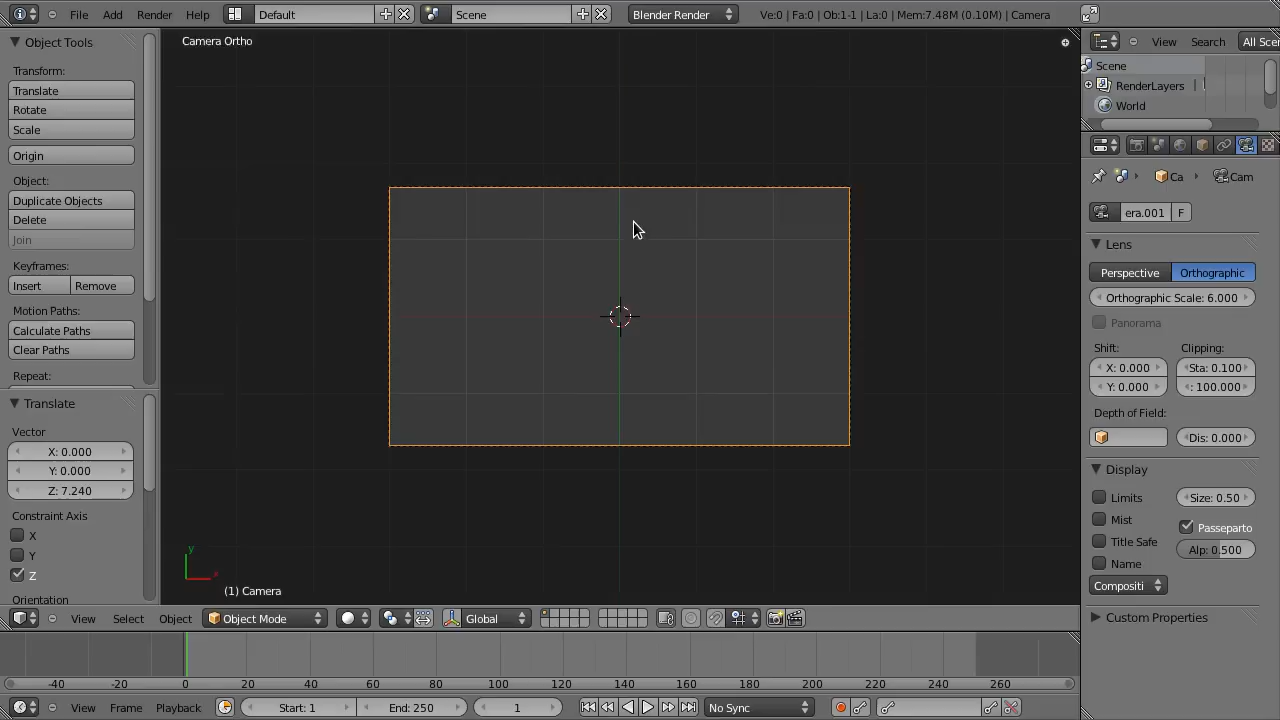 File Add Render Help Default Scene Blender Render Ve:0 | Fa:0 | Ob:1-1 | La:0 | Mem:7.48M (0.10M) | Camera
Object Tools
Transform:
Translate
Rotate
Scale
Origin
Object:
Duplicate Objects
Delete
Join
Keyframes:
Insert Remove
Motion Paths:
Calculate Paths
Clear Paths
Repeat:
Translate
Vector
X: 0.000
Y: 0.000
Z: 7.240
Constraint Axis
X
Y
Z
Orientation
Camera Ortho
y
x
(1) Camera
View Select Object Object Mode Global
View Search All Scen
Scene
RenderLayers
World
Ca Cam
era.001 F
Lens
Perspective Orthographic
Orthographic Scale: 6.000
Panorama
Shift: Clipping:
X: 0.000 Sta: 0.100
Y: 0.000 : 100.000
Depth of Field:
Dis: 0.000
Display
Limits Size: 0.50
Mist Passeparto
Title Safe Alp: 0.500
Name
Compositi
Custom Properties
-40 -20 0 20 40 60 80 100 120 140 160 180 200 220 240 260
View Frame Playback Start: 1 End: 250 1 No Sync